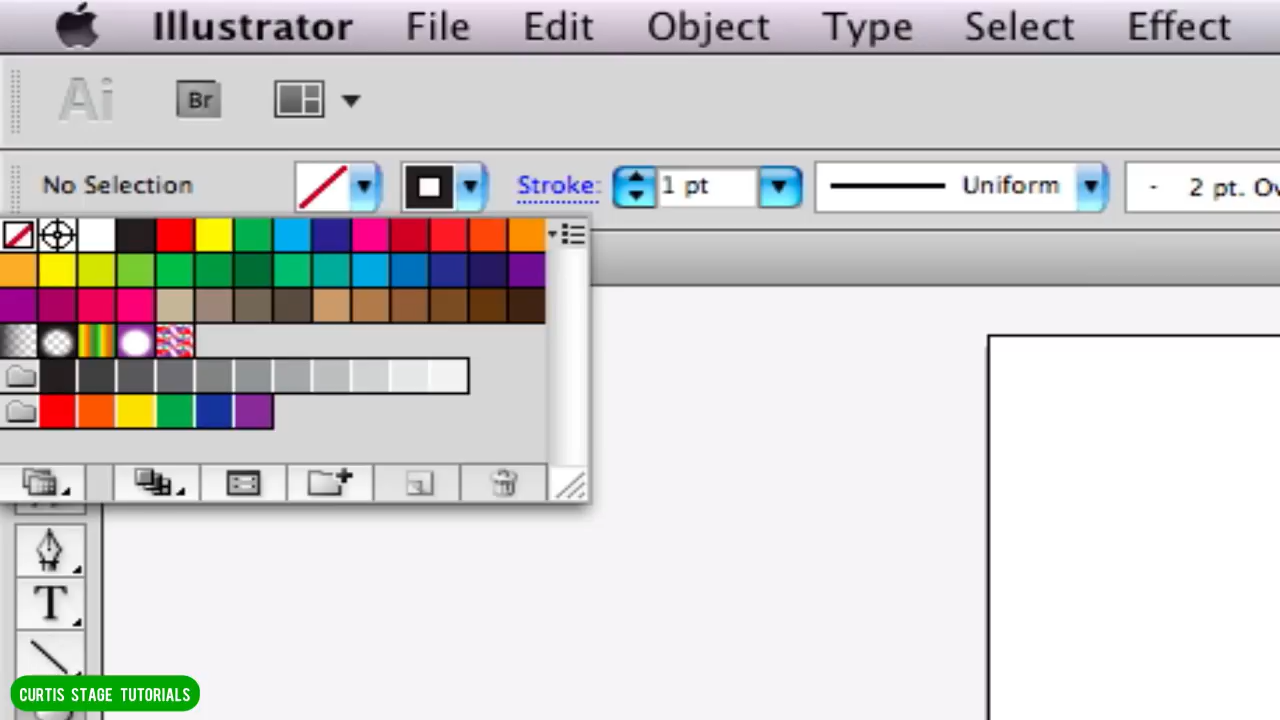 Illustrator File Edit Object Type Select Effect
Ai Br
No Selection Stroke: 1 pt Uniform - 2 pt. Ov
T
CURTIS STAGE TUTORIALS